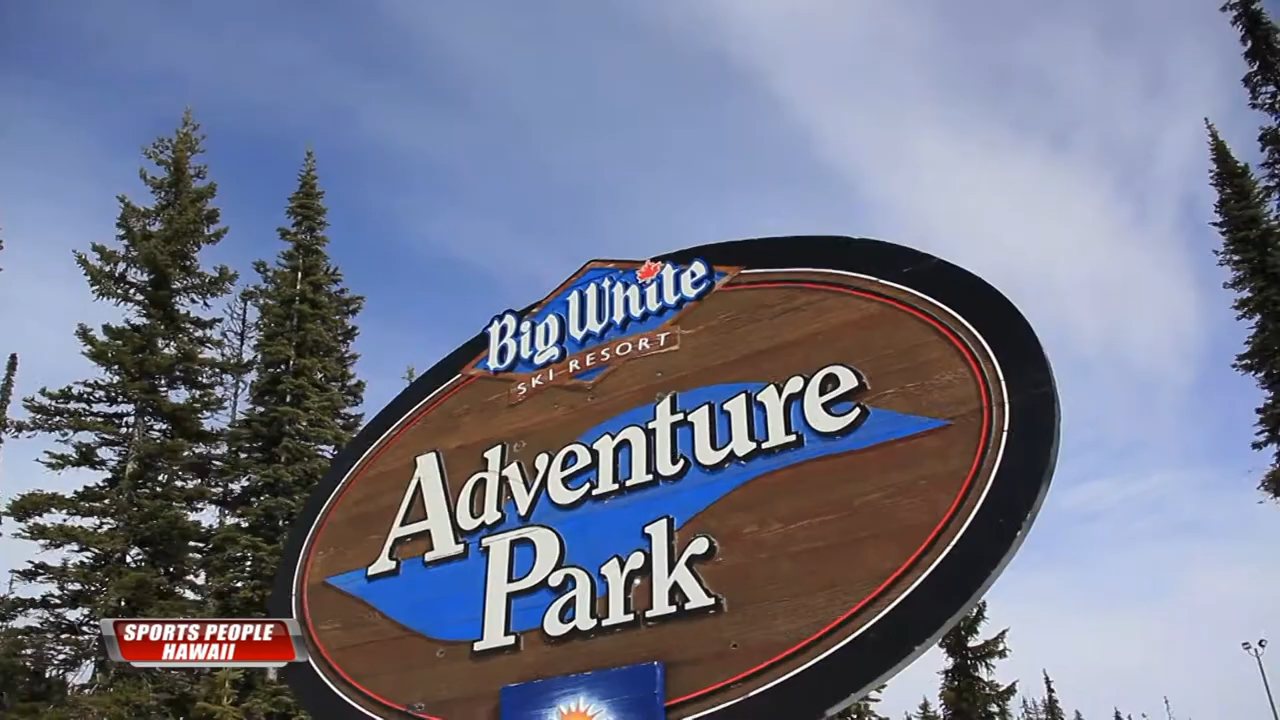 Big White
SKI RESORT
Adventure
Park
SPORTS PEOPLE
HAWAII